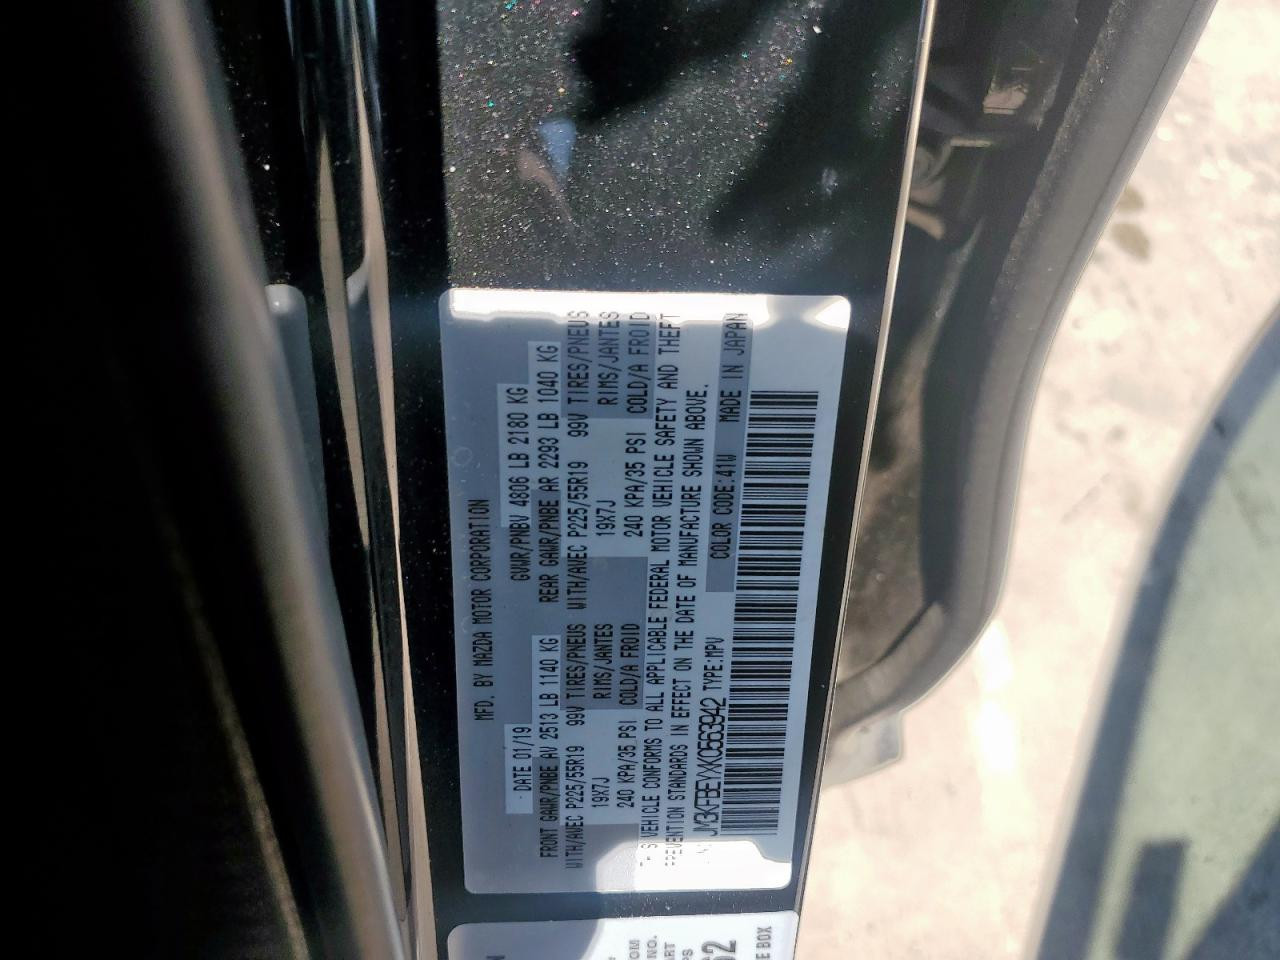 MFD. BY MAZDA MOTOR CORPORATION
DATE 01/19 GVWR/PNBV 4806 LB 2180 KG
FRONT GAWR/PNBE AV 2513 LB 1140 KG REAR GAWR/PNBE AR 2293 LB 1040 KG
WITH/AVEC P225/55R19 99V TIRES/PNEUS WITH/AVEC P225/55R19 99V TIRES/PNEUS
19X7J RIMS/JANTES 19X7J RIMS/JANTES
240 KPA/35 PSI COLD/A FROID 240 KPA/35 PSI COLD/A FROID
VEHICLE CONFORMS TO ALL APPLICABLE FEDERAL MOTOR VEHICLE SAFETY AND THEFT
PREVENTION STANDARDS IN EFFECT ON THE DATE OF MANUFACTURE SHOWN ABOVE.
JM3KFBEYXK0563942 TYPE:MPV COLOR CODE:41W MADE IN JAPAN
NO.
62
BOX